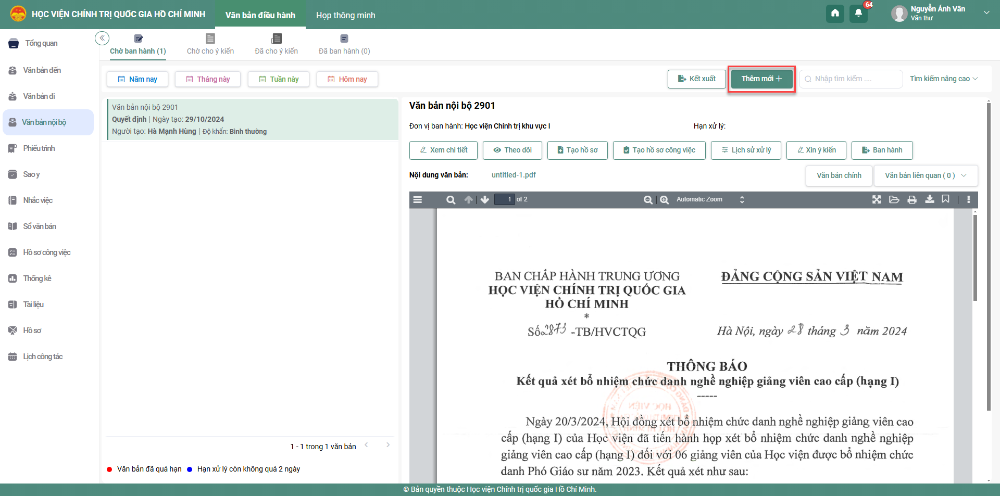 HỌC VIỆN CHÍNH TRỊ QUỐC GIA HỒ CHÍ MINH
Văn bản điều hành
Họp thông minh
64
Nguyễn Ánh Vân
Văn thư
Tổng quan
Văn bản đến
Văn bản đi
Văn bản nội bộ
Phiếu trình
Sao y
Nhắc việc
Sổ văn bản
Hồ sơ công việc
Thống kê
Tài liệu
Hồ sơ
Lịch công tác
Chờ ban hành (1)
Chờ cho ý kiến
Đã cho ý kiến
Đã ban hành (0)
Năm nay
Tháng này
Tuần này
Hôm nay
Kết xuất
Thêm mới
Nhập tìm kiếm ....
Tìm kiếm nâng cao
Văn bản nội bộ 2901
Quyết định | Ngày tạo: 29/10/2024
Người tạo: Hà Mạnh Hùng | Độ khẩn: Bình thường
1 - 1 trong 1 văn bản
Văn bản đã quá hạn
Hạn xử lý còn không quá 2 ngày
Văn bản nội bộ 2901
Đơn vị ban hành: Học viện Chính trị khu vực I
Hạn xử lý:
Xem chi tiết
Theo dõi
Tạo hồ sơ
Tạo hồ sơ công việc
Lịch sử xử lý
Xin ý kiến
Ban hành
Nội dung văn bản:
untitled-1.pdf
Văn bản chính
Văn bản liên quan ( 0 )
1 of 2
Automatic Zoom
BAN CHẤP HÀNH TRUNG ƯƠNG
HỌC VIỆN CHÍNH TRỊ QUỐC GIA
HỒ CHÍ MINH
*
Số 2873 -TB/HVCTQG
ĐẢNG CỘNG SẢN VIỆT NAM
Hà Nội, ngày 28 tháng 3 năm 2024
THÔNG BÁO
Kết quả xét bổ nhiệm chức danh nghề nghiệp giảng viên cao cấp (hạng I)
-----
Ngày 20/3/2024, Hội đồng xét bổ nhiệm chức danh nghề nghiệp giảng viên cao
cấp (hạng I) của Học viện đã tiến hành họp xét bổ nhiệm chức danh nghề nghiệp
giảng viên cao cấp (hạng I) đối với 06 giảng viên của Học viện được bổ nhiệm chức
danh Phó Giáo sư năm 2023. Kết quả xét như sau:
© Bản quyền thuộc Học viện Chính trị quốc gia Hồ Chí Minh.